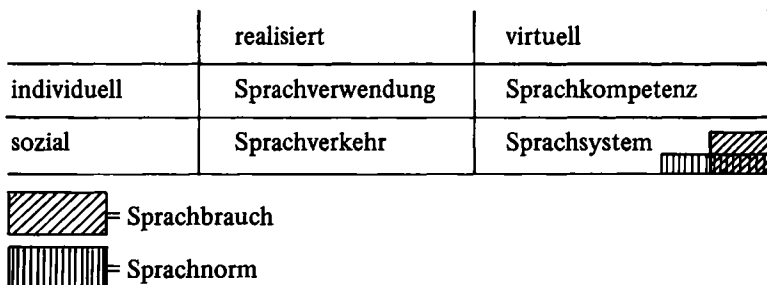 realisiert virtuell
individuell Sprachverwendung Sprachkompetenz
sozial Sprachverkehr Sprachsystem
= Sprachbrauch
= Sprachnorm